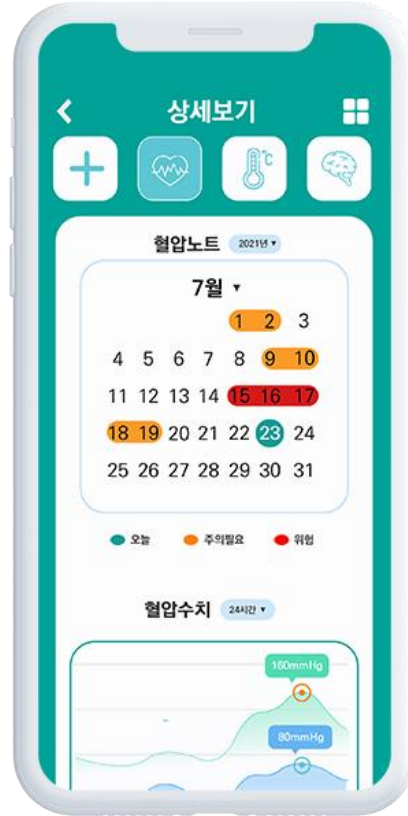 상세보기
°C
혈압노트 2021년 ▾
7월 ▾
1 2 3
4 5 6 7 8 9 10
11 12 13 14 15 16 17
18 19 20 21 22 23 24
25 26 27 28 29 30 31
오늘 주의필요 위험
혈압수치 24시간 ▾
160mmHg
80mmHg